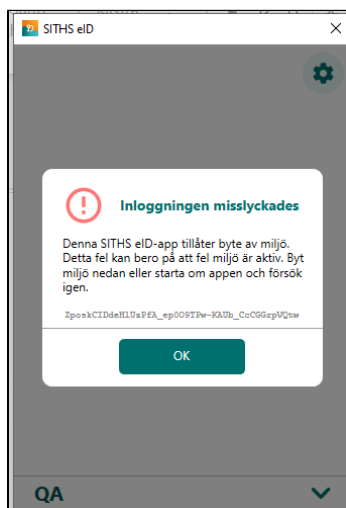 SITHS eID
Inloggningen misslyckades
Denna SITHS eID-app tillåter byte av miljö.
Detta fel kan bero på att fel miljö är aktiv. Byt
miljö nedan eller starta om appen och försök
igen.
OK
QA